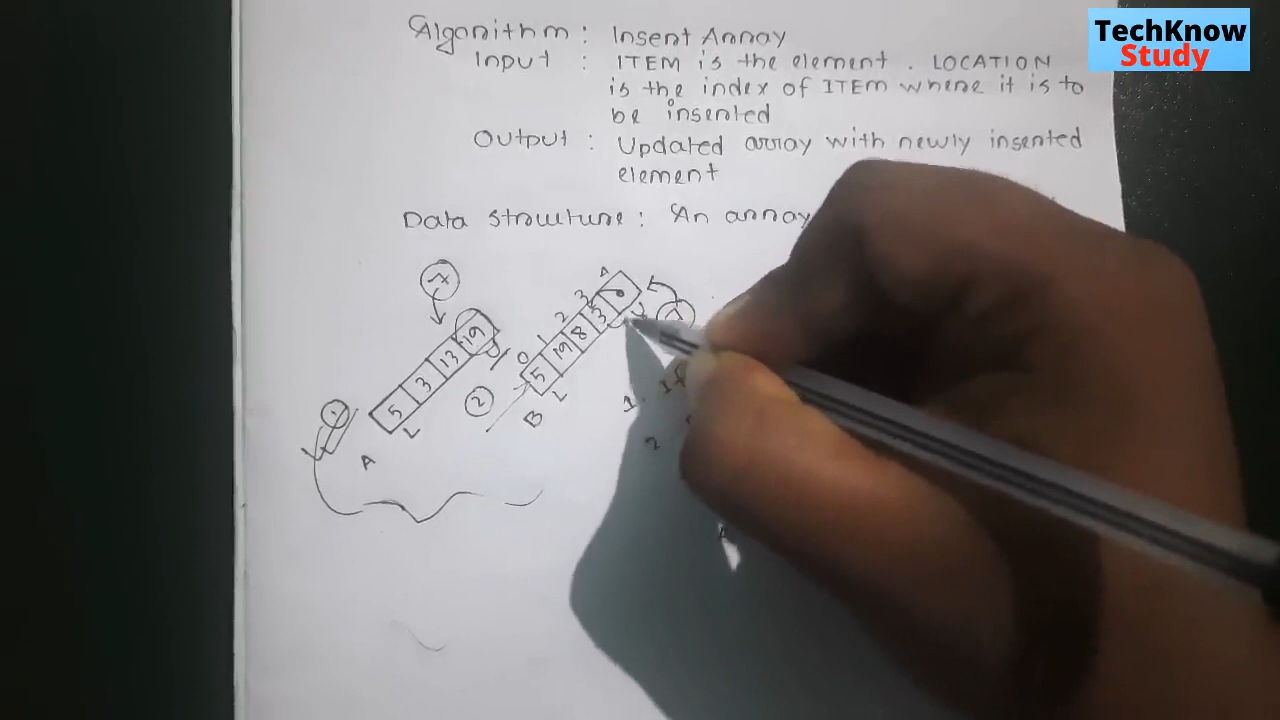 TechKnow
Study
Algorithm : Insert Array
Input : ITEM is the element . LOCATION
is the index of ITEM where it is to
be inserted
Output : Updated array with newly inserted
element
Data structure : An array
7
5 3 13 19
L U
1
A
2
0 1 2 3 4
5 19 8 3
L U
B
1. If
2.